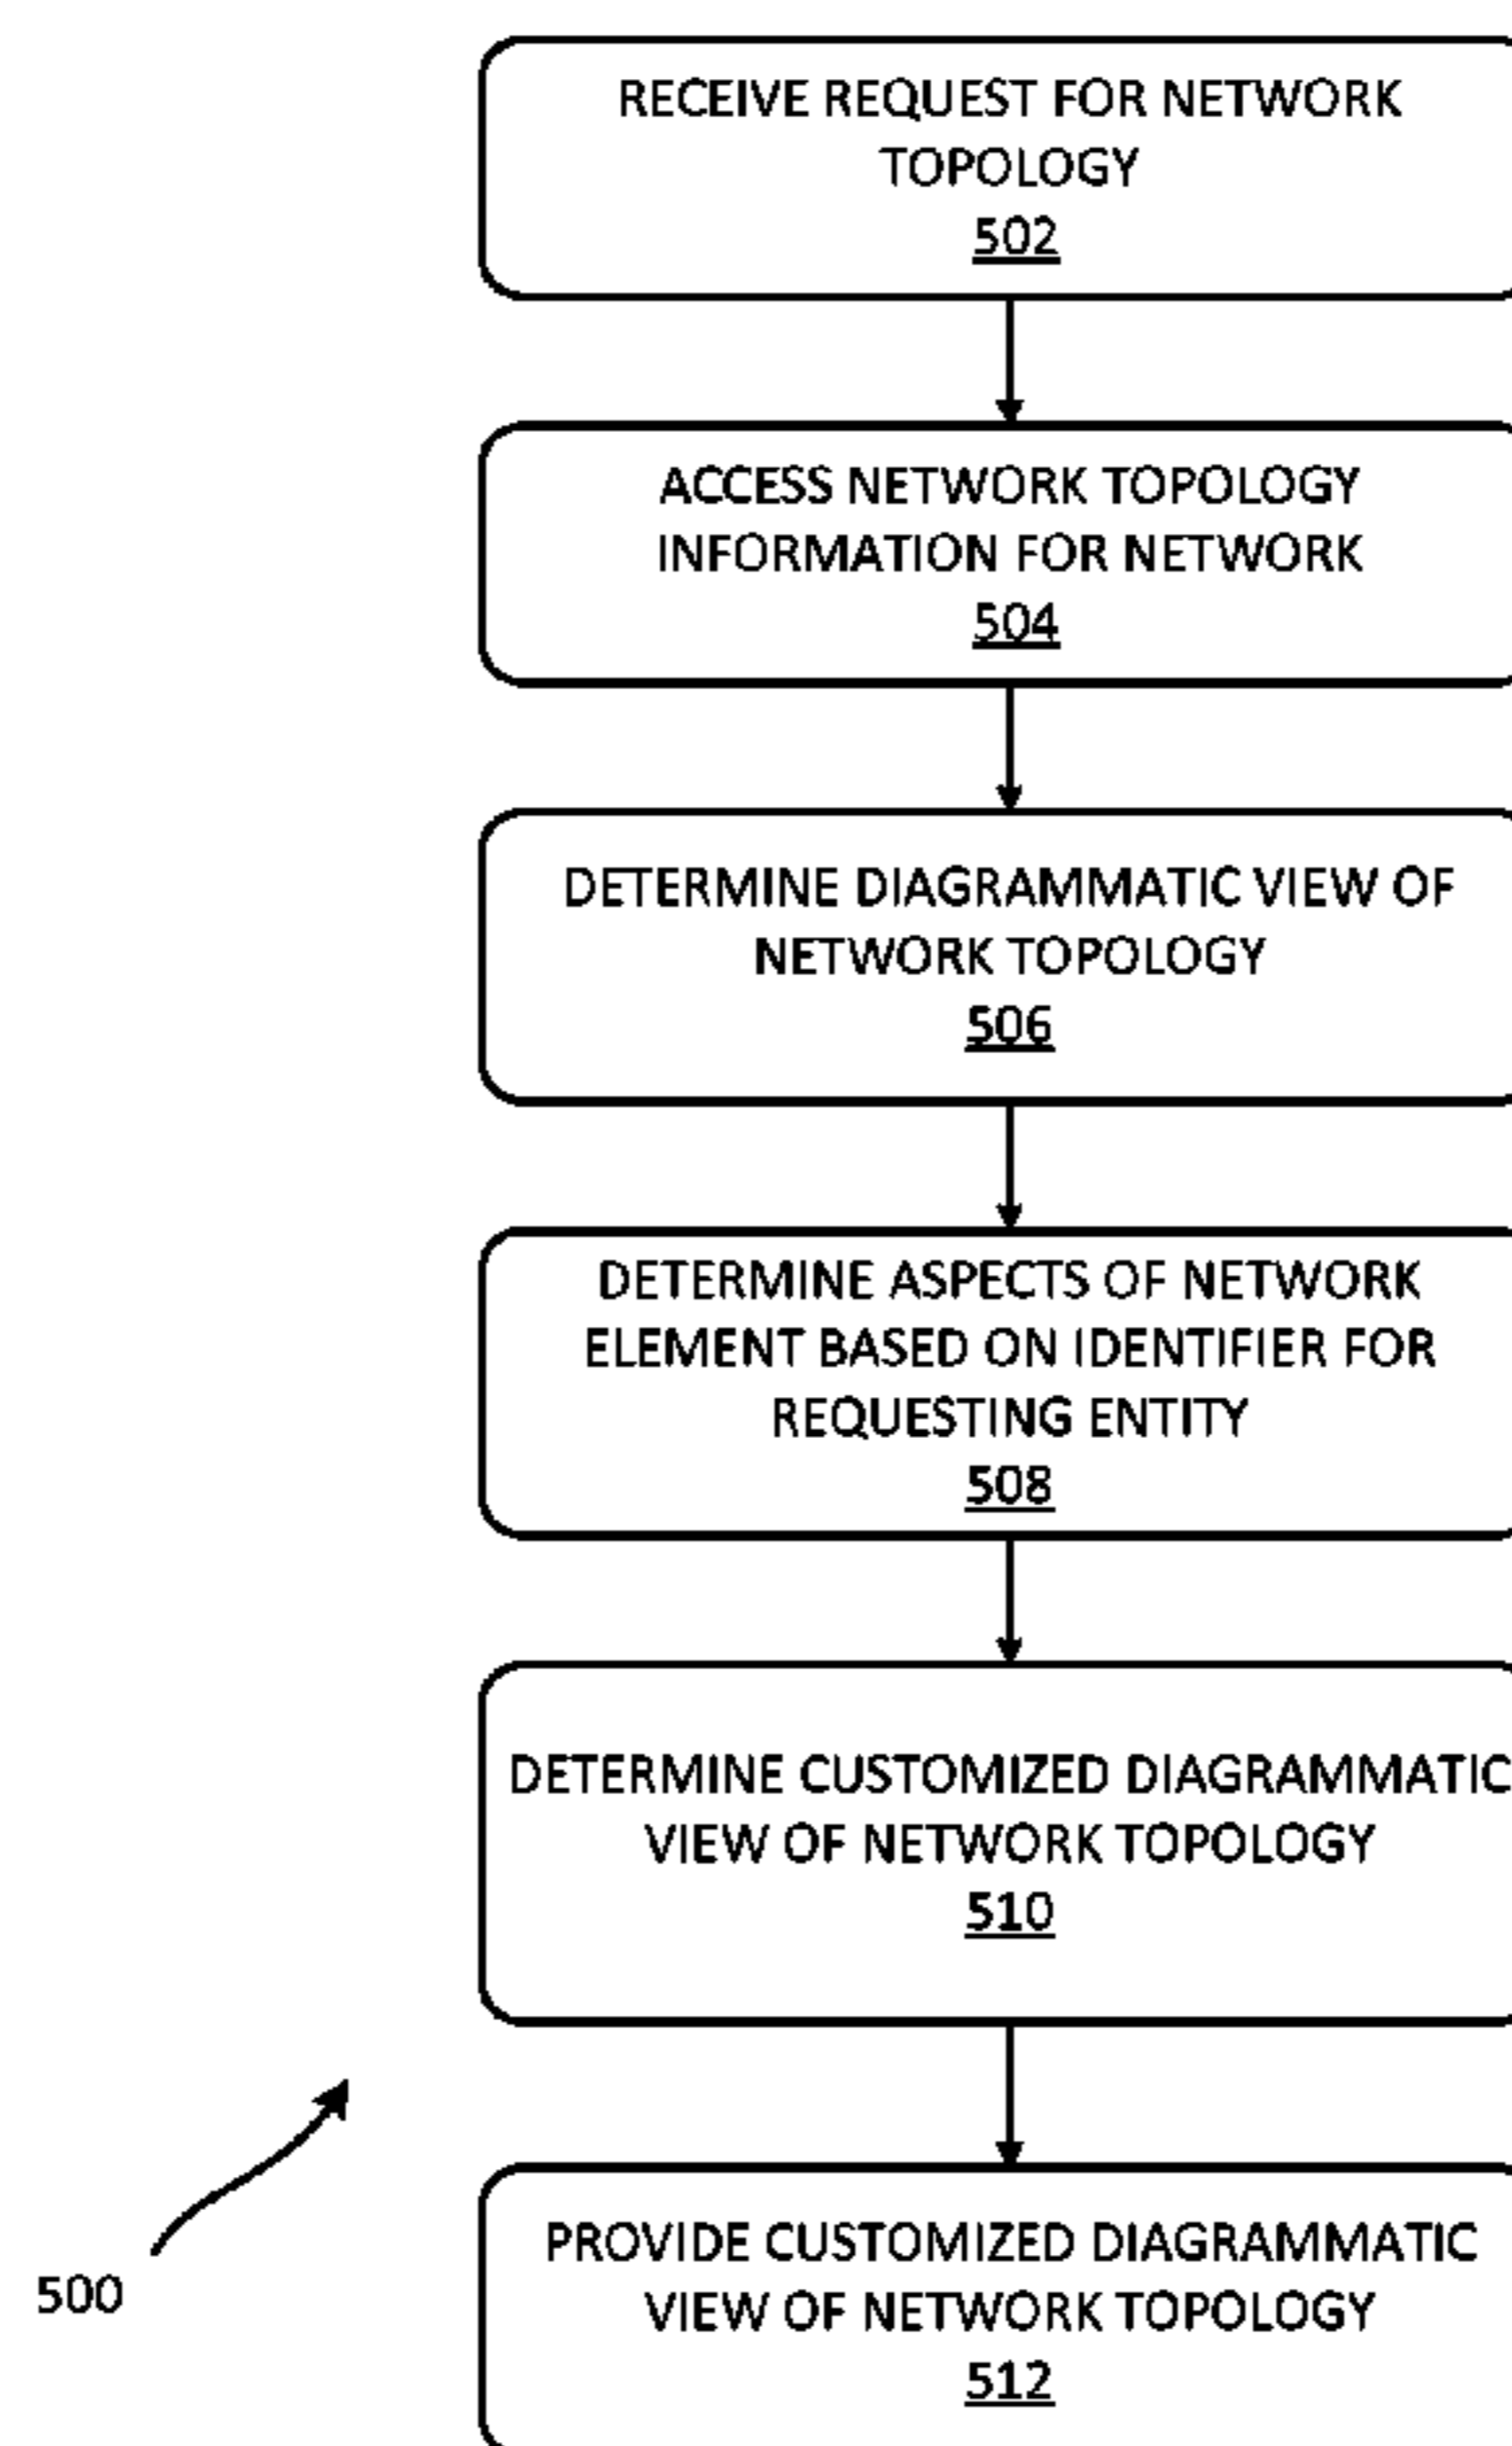 RECEIVE REQUEST FOR NETWORK
TOPOLOGY
502
ACCESS NETWORK TOPOLOGY
INFORMATION FOR NETWORK
504
DETERMINE DIAGRAMMATIC VIEW OF
NETWORK TOPOLOGY
506
DETERMINE ASPECTS OF NETWORK
ELEMENT BASED ON IDENTIFIER FOR
REQUESTING ENTITY
508
DETERMINE CUSTOMIZED DIAGRAMMATIC
VIEW OF NETWORK TOPOLOGY
510
PROVIDE CUSTOMIZED DIAGRAMMATIC
VIEW OF NETWORK TOPOLOGY
512
500